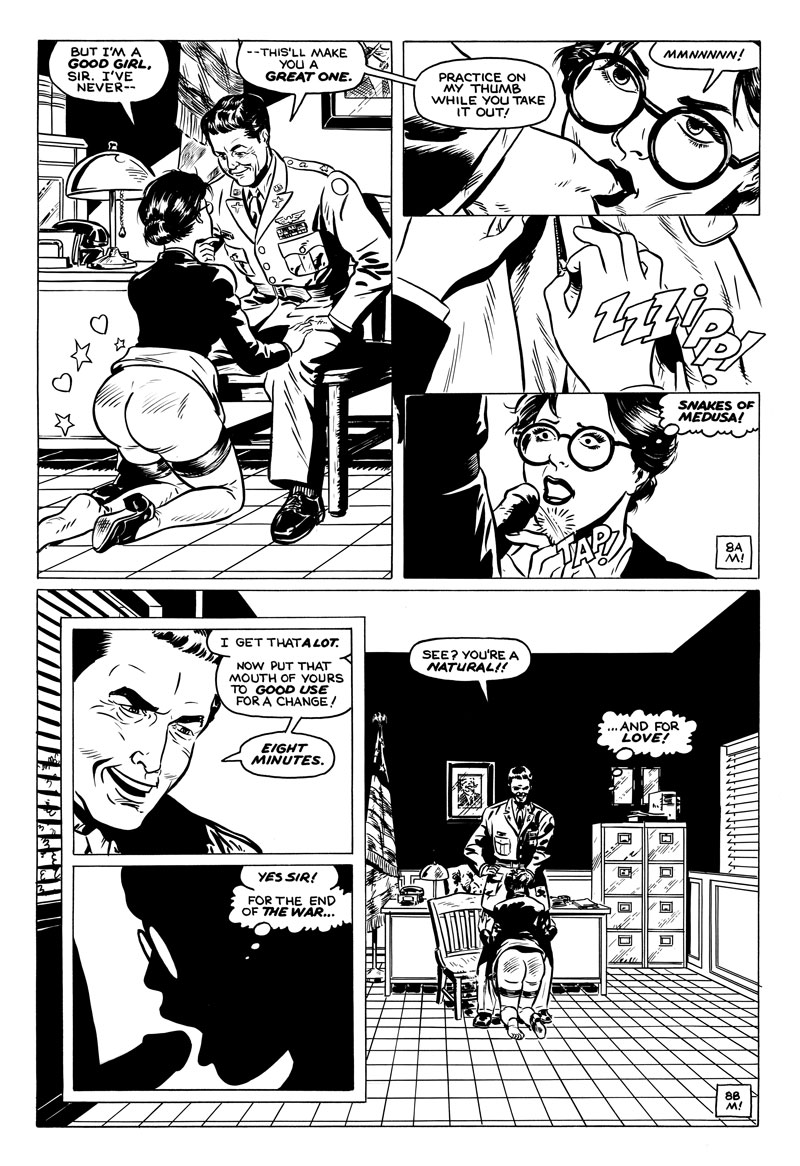 BUT I'M A
GOOD GIRL,
SIR. I'VE
NEVER--
--THIS'LL MAKE
YOU A
GREAT ONE.
PRACTICE ON
MY THUMB
WHILE YOU TAKE
IT OUT!
MMNNNNN!
ZZZiPP!
SNAKES OF
MEDUSA!
TAP!
8A
M!
I GET THAT A LOT.
NOW PUT THAT
MOUTH OF YOURS
TO GOOD USE
FOR A CHANGE!
EIGHT
MINUTES.
YES SIR!
FOR THE END
OF THE WAR...
SEE? YOU'RE A
NATURAL!!
...AND FOR
LOVE!
8B
M!